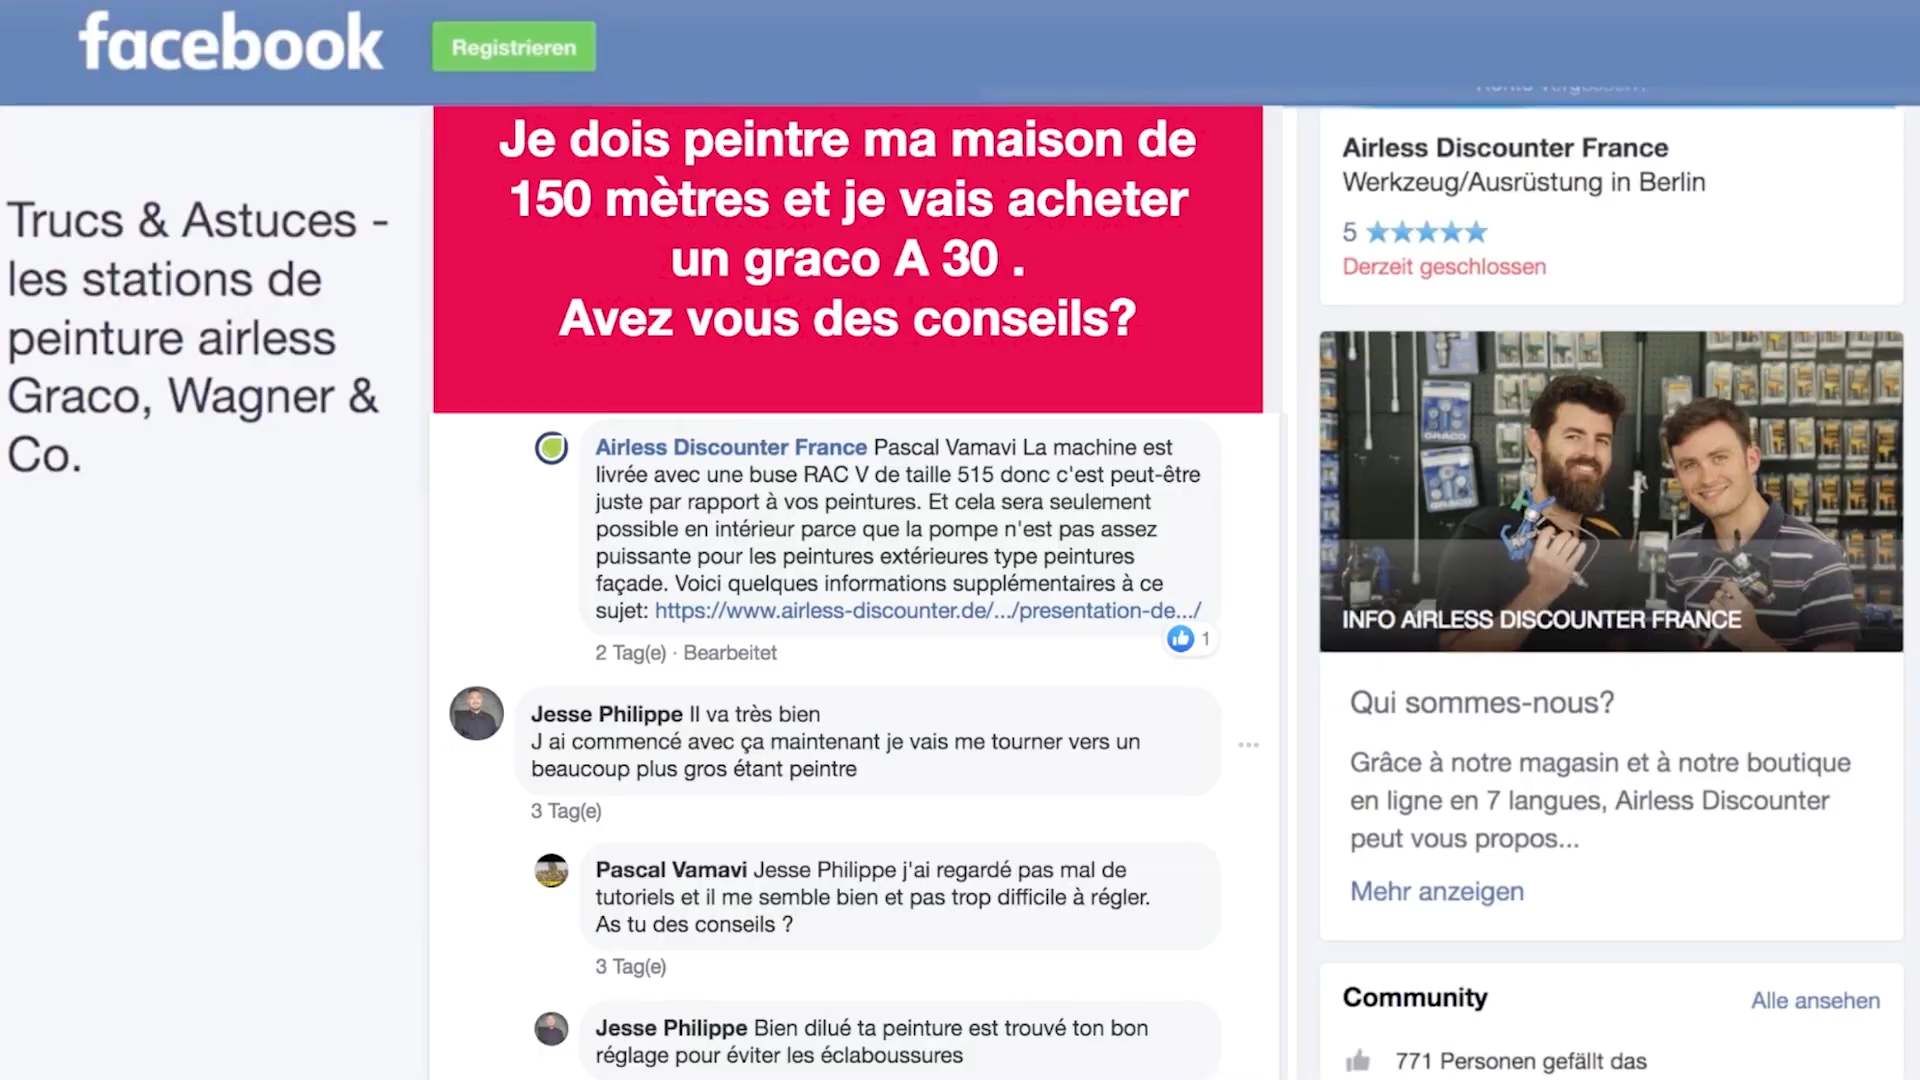 facebook
Registrieren
Trucs & Astuces -
les stations de
peinture airless
Graco, Wagner &
Co.
Je dois peintre ma maison de
150 mètres et je vais acheter
un graco A 30 .
Avez vous des conseils?
Airless Discounter France Pascal Vamavi La machine est
livrée avec une buse RAC V de taille 515 donc c'est peut-être
juste par rapport à vos peintures. Et cela sera seulement
possible en intérieur parce que la pompe n'est pas assez
puissante pour les peintures extérieures type peintures
façade. Voici quelques informations supplémentaires à ce
sujet: https://www.airless-discounter.de/.../presentation-de.../
1
2 Tag(e) · Bearbeitet
Jesse Philippe Il va très bien
J ai commencé avec ça maintenant je vais me tourner vers un
beaucoup plus gros étant peintre
3 Tag(e)
Pascal Vamavi Jesse Philippe j'ai regardé pas mal de
tutoriels et il me semble bien et pas trop difficile à régler.
As tu des conseils ?
3 Tag(e)
Jesse Philippe Bien dilué ta peinture est trouvé ton bon
réglage pour éviter les éclaboussures
Airless Discounter France
Werkzeug/Ausrüstung in Berlin
5
Derzeit geschlossen
GRACO
INFO AIRLESS DISCOUNTER FRANCE
Qui sommes-nous?
Grâce à notre magasin et à notre boutique
en ligne en 7 langues, Airless Discounter
peut vous propos...
Mehr anzeigen
Community
Alle ansehen
771 Personen gefällt das